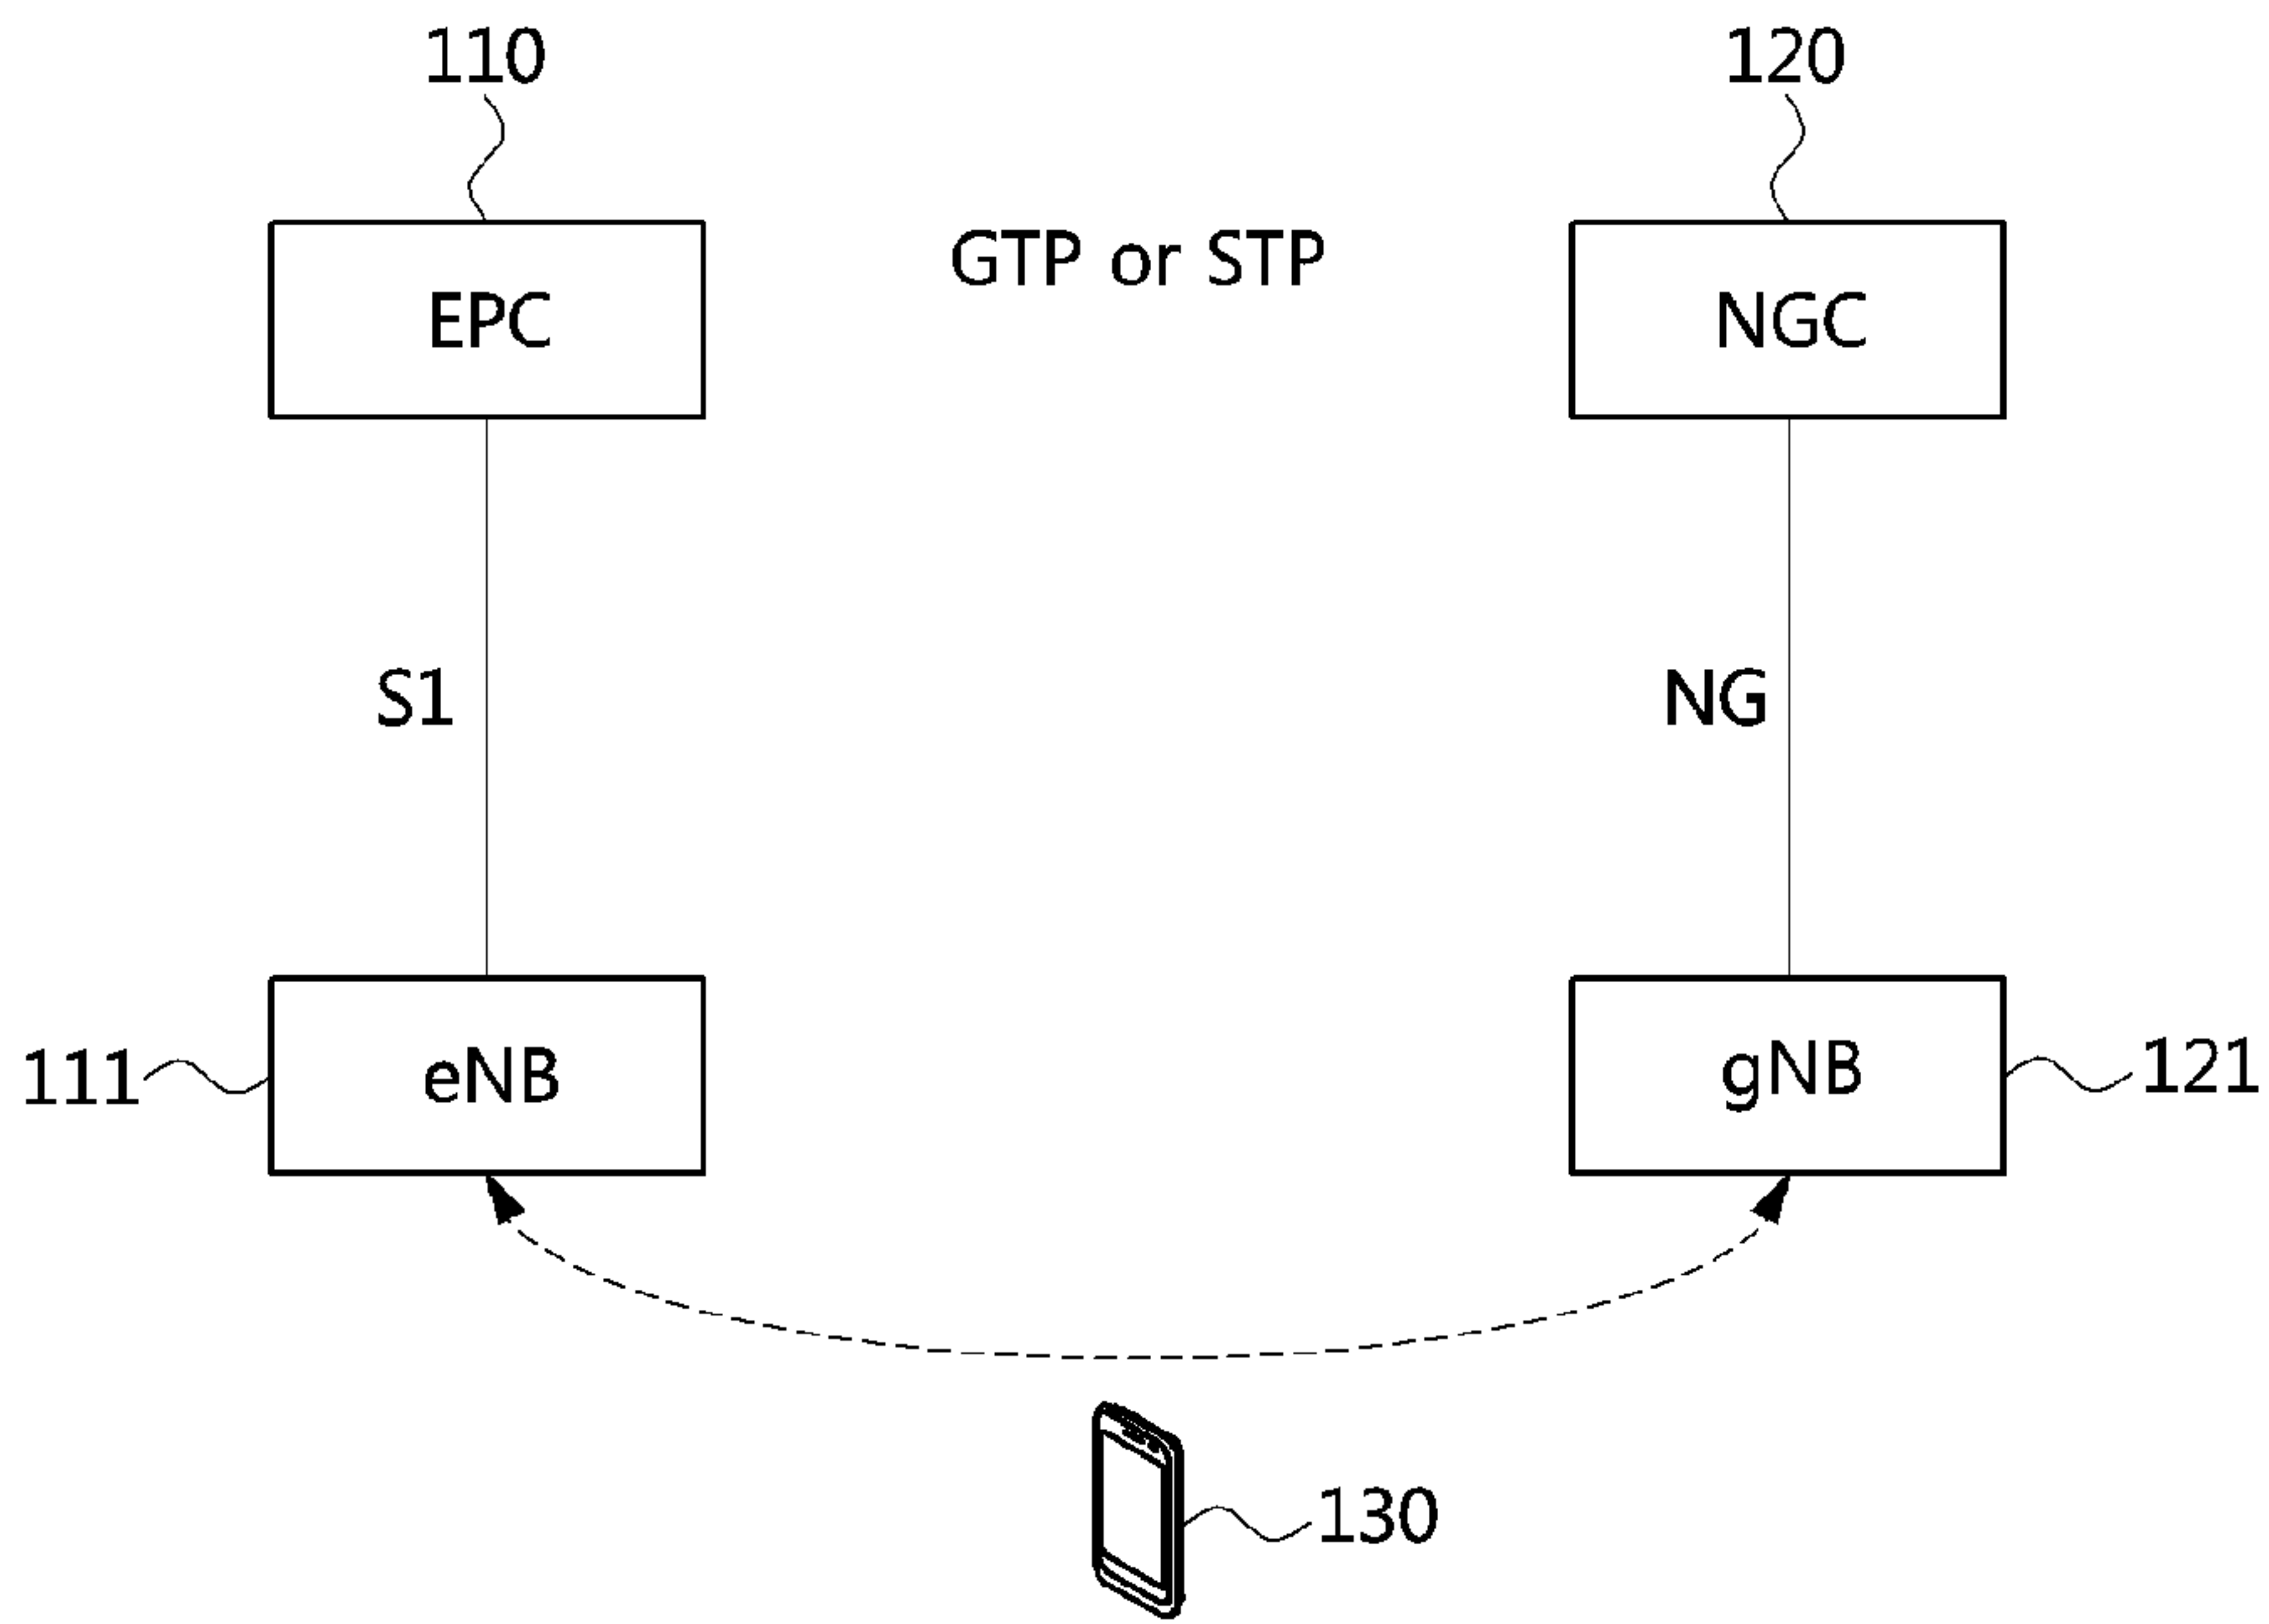 110
120
GTP or STP
EPC
NGC
S1
NG
eNB
gNB
111
121
130